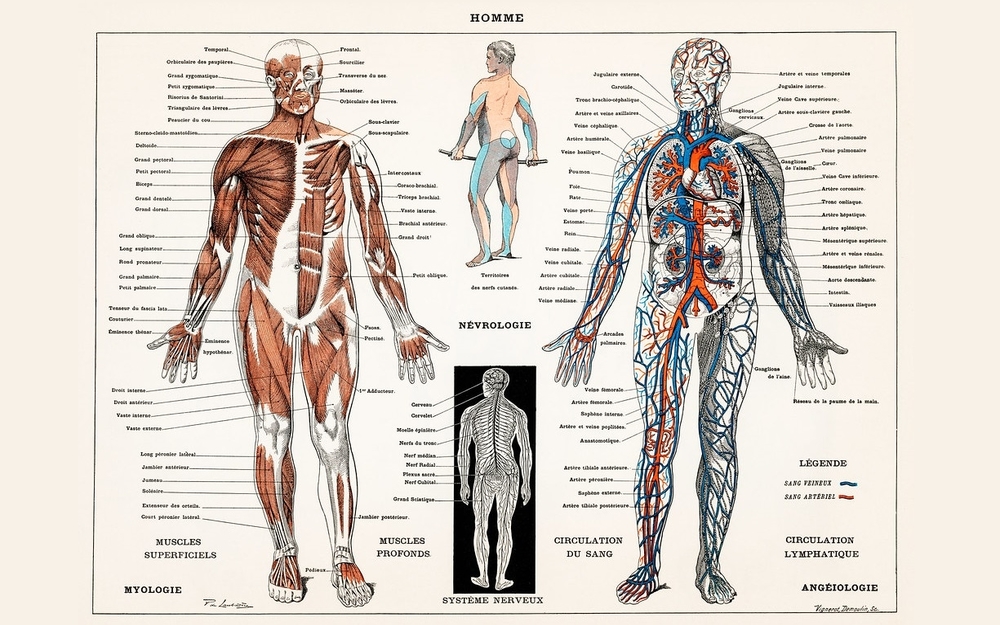 HOMME
Temporal
Orbiculaire des paupières
Grand zygomatique
Petit zygomatique
Risorius de Santorini
Triangulaire des lèvres
Peaucier du cou
Sterno-cléido-mastoïdien
Deltoïde
Grand pectoral
Petit pectoral
Biceps
Grand dentelé
Grand dorsal
Grand oblique
Long supinateur
Rond pronateur
Grand palmaire
Petit palmaire
Tenseur du fascia lata
Couturier
Éminence thénar
Eminence
hypothénar
Droit interne
Droit antérieur
Vaste interne
Vaste externe
Long péronier latéral
Jambier antérieur
Jumeau
Soléaire
Extenseur des orteils
Court péronier latéral
Frontal.
Sourcilier
Transverse du nez
Masséter.
Orbiculaire des lèvres.
Sous-clavier
Sous-scapulaire.
Intercostaux
Coraco-brachial.
Triceps brachial.
Vaste interne.
Brachial antérieur.
Grand droit
Petit oblique.
Psoas.
Pectiné.
1er Adducteur.
Jambier postérieur.
Pédieux
MUSCLES
SUPERFICIELS
MUSCLES
PROFONDS
MYOLOGIE
Territoires
des nerfs cutanés.
NÉVROLOGIE
Cerveau
Cervelet
Moelle épinière
Nerfs du tronc
Nerf médian
Nerf Radial
Plexus sacré
Nerf Cubital
Grand Sciatique
SYSTÈME NERVEUX
Jugulaire externe
Carotide
Tronc brachio-céphalique
Artère et veine axillaires
Veine céphalique
Artère humérale
Veine basilique
Poumon
Foie
Rate
Veine porte
Estomac
Rein
Veine radiale
Veine cubitale
Artère cubitale
Artère radiale
Veine médiane
Arcades
palmaires.
Veine fémorale
Artère fémorale
Saphène interne
Artère et veine poplitées
Anastomotique
Artère tibiale antérieure
Artère péronière
Saphène externe
Artère tibiale postérieure
Artère et veine temporales
Jugulaire interne.
Veine Cave supérieure.
Artère sous-clavière gauche.
Ganglions
cervicaux.
Crosse de l'aorte.
Artère pulmonaire
Veine pulmonaire
Ganglions
de l'aisselle.
Cœur.
Veine Cave inférieure.
Artère coronaire.
Tronc cœliaque.
Artère hépatique.
Artère splénique.
Mésentérique supérieure.
Artère et veine rénales.
Mésentérique inférieure.
Aorte descendante.
Intestin.
Vaisseaux iliaques
Ganglions
de l'aine.
Réseau de la paume de la main.
LÉGENDE
SANG VEINEUX
SANG ARTÉRIEL
CIRCULATION
DU SANG
CIRCULATION
LYMPHATIQUE
ANGÉIOLOGIE
Vignerot, Demoulin, Sc.